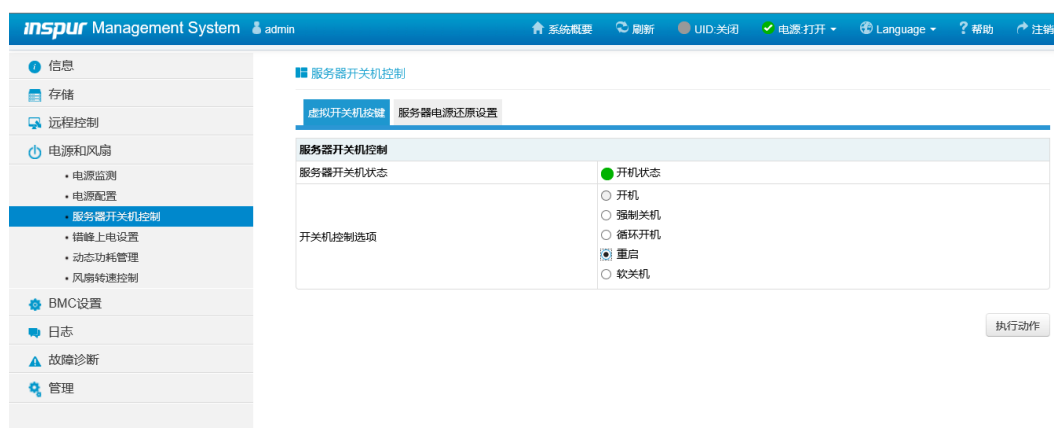 inspur Management System admin 系统概要 刷新 UID:关闭 电源:打开 Language ? 帮助 注销
信息
存储
远程控制
电源和风扇
• 电源监测
• 电源配置
• 服务器开关机控制
• 错峰上电设置
• 动态功耗管理
• 风扇转速控制
BMC设置
日志
故障诊断
管理
服务器开关机控制
虚拟开关机按键 服务器电源还原设置
服务器开关机控制
服务器开关机状态 开机状态
开关机控制选项
开机
强制关机
循环开机
重启
软关机
执行动作